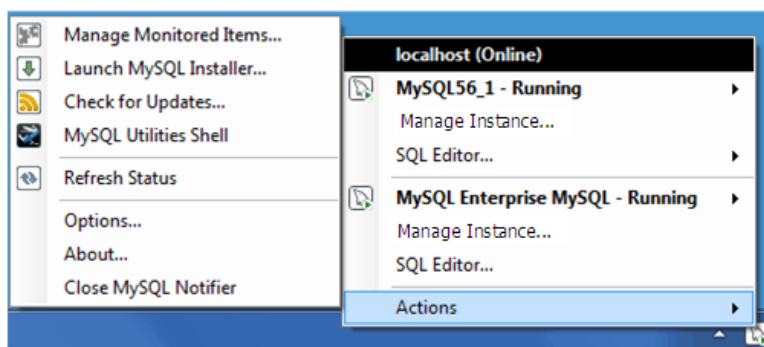 Manage Monitored Items...
Launch MySQL Installer...
Check for Updates...
MySQL Utilities Shell
Refresh Status
Options...
About...
Close MySQL Notifier
localhost (Online)
MySQL56_1 - Running
Manage Instance...
SQL Editor...
MySQL Enterprise MySQL - Running
Manage Instance...
SQL Editor...
Actions